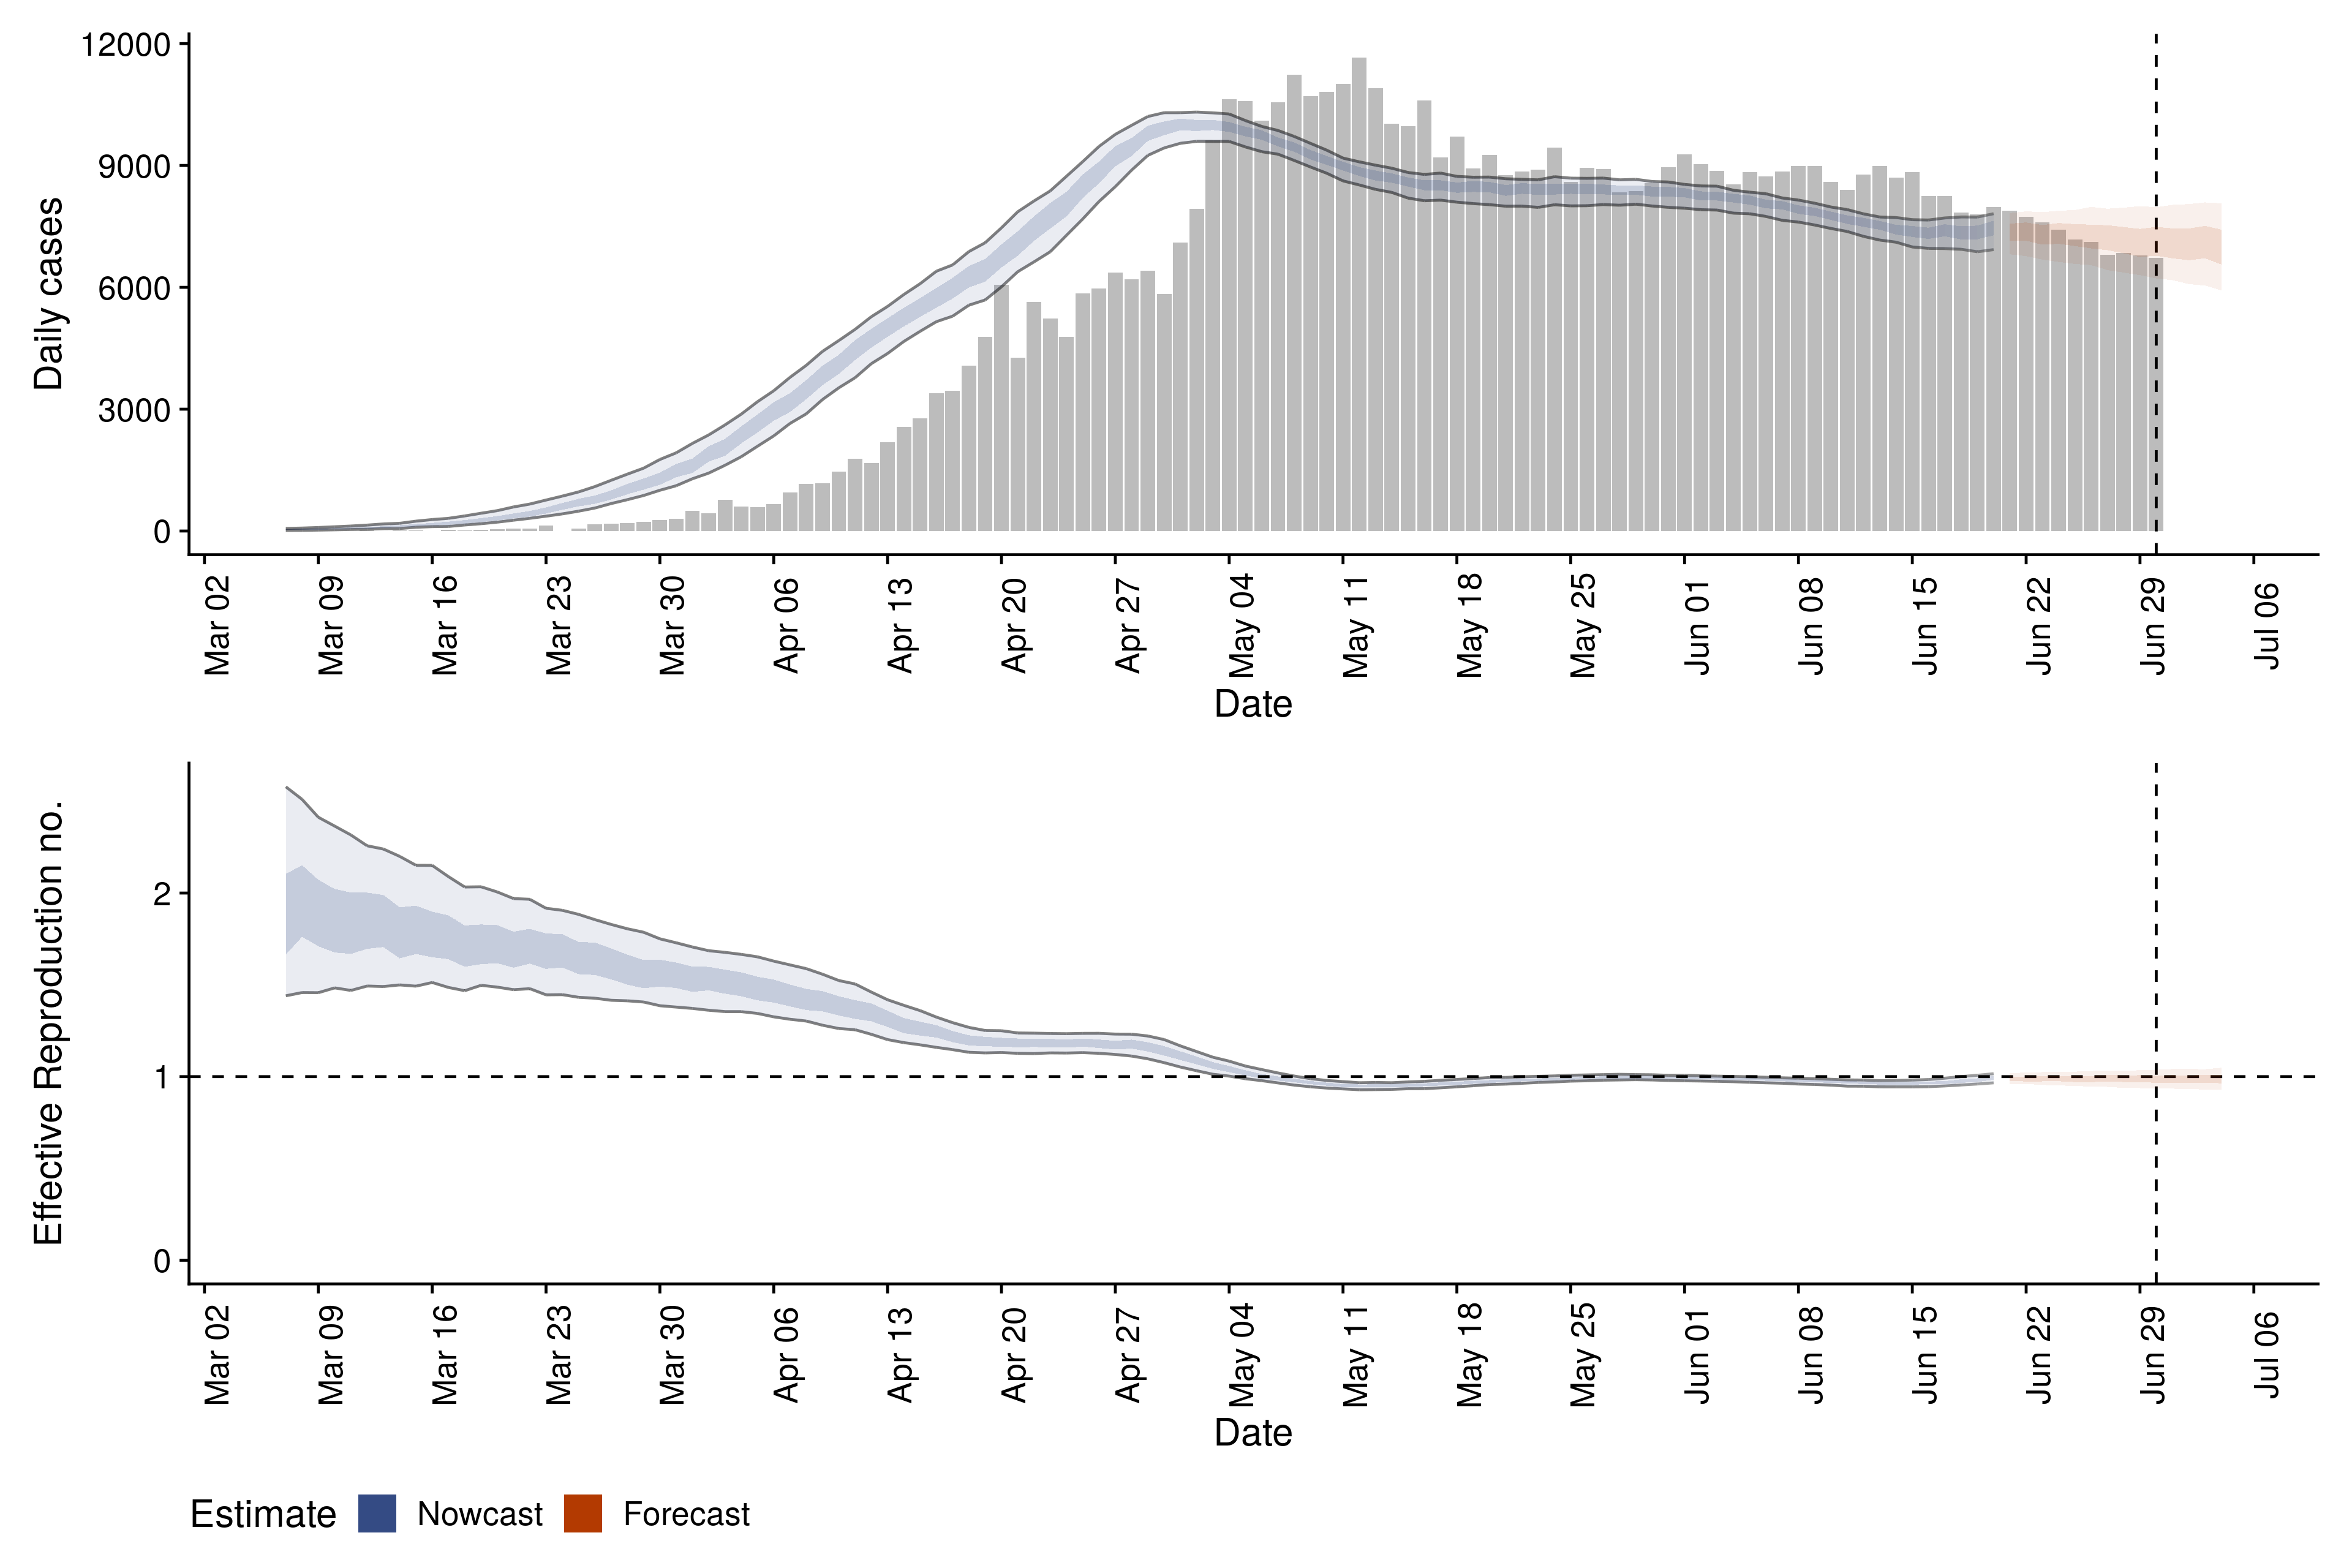 12000
9000
6000
3000
0
Daily cases
Mar 02 Mar 09 Mar 16 Mar 23 Mar 30 Apr 06 Apr 13 Apr 20 Apr 27 May 04 May 11 May 18 May 25 Jun 01 Jun 08 Jun 15 Jun 22 Jun 29 Jul 06
Date
2
1
0
Effective Reproduction no.
Mar 02 Mar 09 Mar 16 Mar 23 Mar 30 Apr 06 Apr 13 Apr 20 Apr 27 May 04 May 11 May 18 May 25 Jun 01 Jun 08 Jun 15 Jun 22 Jun 29 Jul 06
Date
Estimate Nowcast Forecast